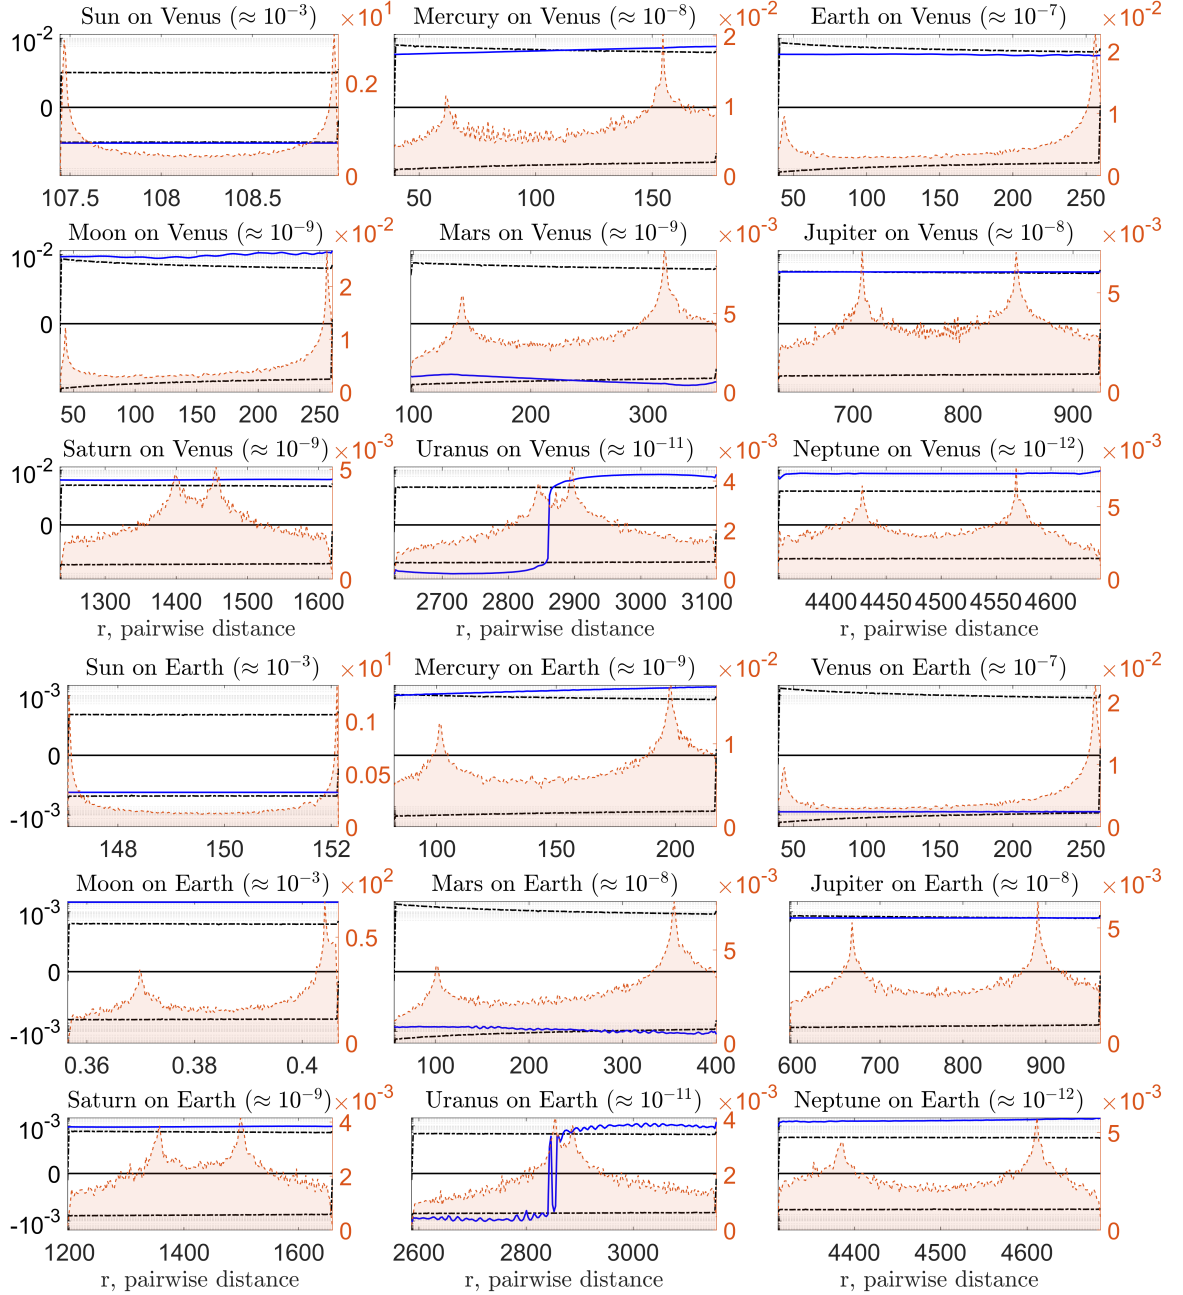 Sun on Venus (≈ 10⁻³) ×10¹ Mercury on Venus (≈ 10⁻⁸) ×10⁻² Earth on Venus (≈ 10⁻⁷) ×10⁻²
10⁻² 0 0.2 0 2 1 0 2 1 0
107.5 108 108.5 50 100 150 50 100 150 200 250
Moon on Venus (≈ 10⁻⁹) ×10⁻² Mars on Venus (≈ 10⁻⁹) ×10⁻³ Jupiter on Venus (≈ 10⁻⁸) ×10⁻³
10⁻² 0 2 1 0 5 0 5 0
50 100 150 200 250 100 200 300 700 800 900
Saturn on Venus (≈ 10⁻⁹) ×10⁻³ Uranus on Venus (≈ 10⁻¹¹) ×10⁻³ Neptune on Venus (≈ 10⁻¹²) ×10⁻³
10⁻² 0 5 0 4 2 0 5 0
1300 1400 1500 1600 2700 2800 2900 3000 3100 4400 4450 4500 4550 4600
r, pairwise distance r, pairwise distance r, pairwise distance
Sun on Earth (≈ 10⁻³) ×10¹ Mercury on Earth (≈ 10⁻⁹) ×10⁻² Venus on Earth (≈ 10⁻⁷) ×10⁻²
10⁻³ 0 -10⁻³ 0.1 0.05 0 1 0 2 1 0
148 150 152 100 150 200 50 100 150 200 250
Moon on Earth (≈ 10⁻³) ×10² Mars on Earth (≈ 10⁻⁸) ×10⁻³ Jupiter on Earth (≈ 10⁻⁸) ×10⁻³
10⁻³ 0 -10⁻³ 0.5 0 5 0 5 0
0.36 0.38 0.4 100 200 300 400 600 700 800 900
Saturn on Earth (≈ 10⁻⁹) ×10⁻³ Uranus on Earth (≈ 10⁻¹¹) ×10⁻³ Neptune on Earth (≈ 10⁻¹²) ×10⁻³
10⁻³ 0 -10⁻³ 4 2 0 4 2 0 5 0
1200 1400 1600 2600 2800 3000 4400 4500 4600
r, pairwise distance r, pairwise distance r, pairwise distance